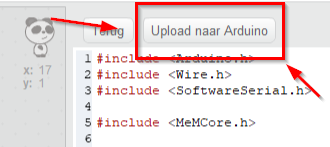 Terug
Upload naar Arduino
x: 17
y: 1
1 #include <Arduino.h>
2 #include <Wire.h>
3 #include <SoftwareSerial.h>
4
5 #include <MeMCore.h>
6